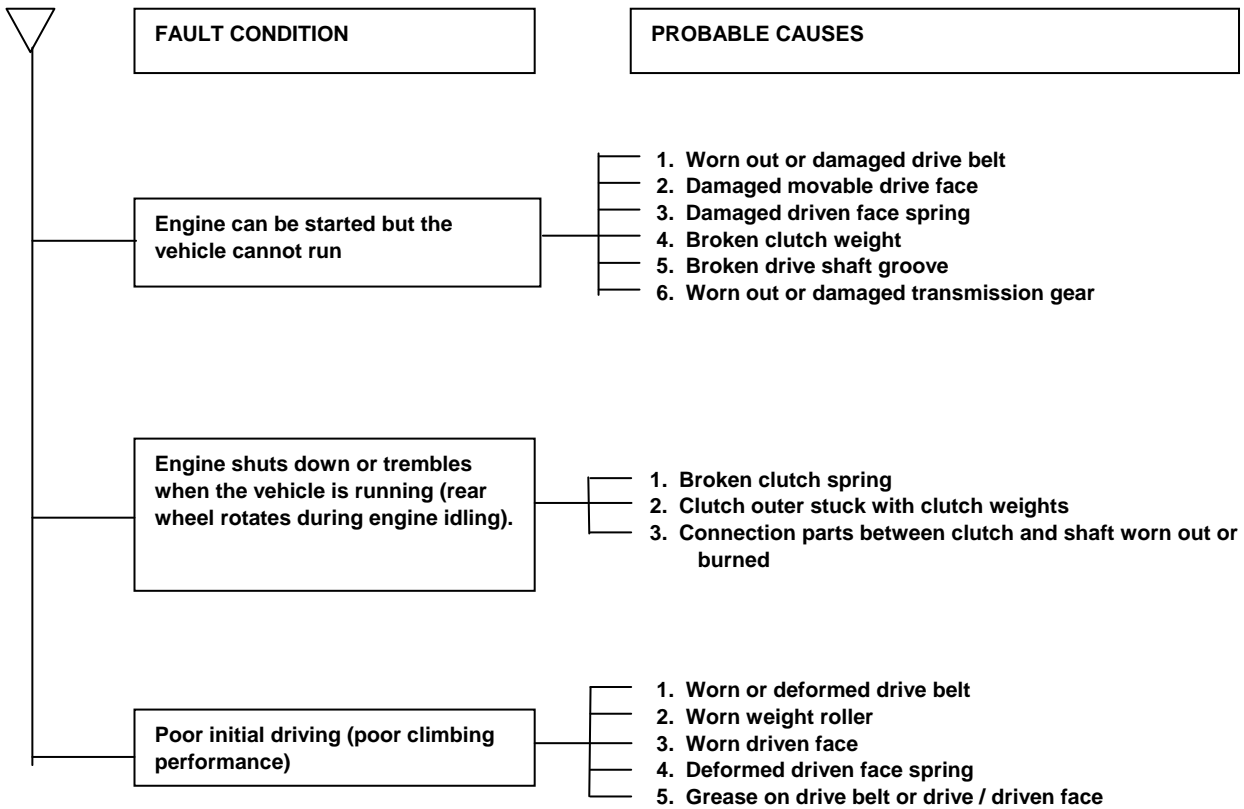 FAULT CONDITION
PROBABLE CAUSES
Engine can be started but the
vehicle cannot run
1. Worn out or damaged drive belt
2. Damaged movable drive face
3. Damaged driven face spring
4. Broken clutch weight
5. Broken drive shaft groove
6. Worn out or damaged transmission gear
Engine shuts down or trembles
when the vehicle is running (rear
wheel rotates during engine idling).
1. Broken clutch spring
2. Clutch outer stuck with clutch weights
3. Connection parts between clutch and shaft worn out or
burned
Poor initial driving (poor climbing
performance)
1. Worn or deformed drive belt
2. Worn weight roller
3. Worn driven face
4. Deformed driven face spring
5. Grease on drive belt or drive / driven face